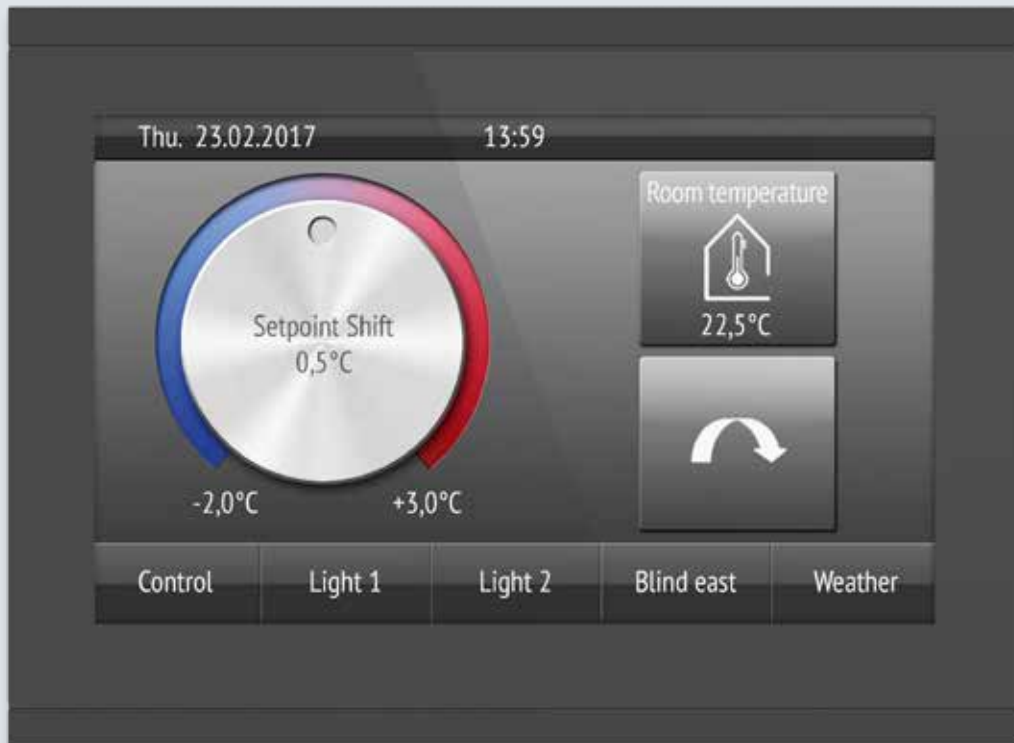 Thu. 23.02.2017 13:59
Setpoint Shift
0,5°C
-2,0°C +3,0°C
Room temperature
22,5°C
Control Light 1 Light 2 Blind east Weather